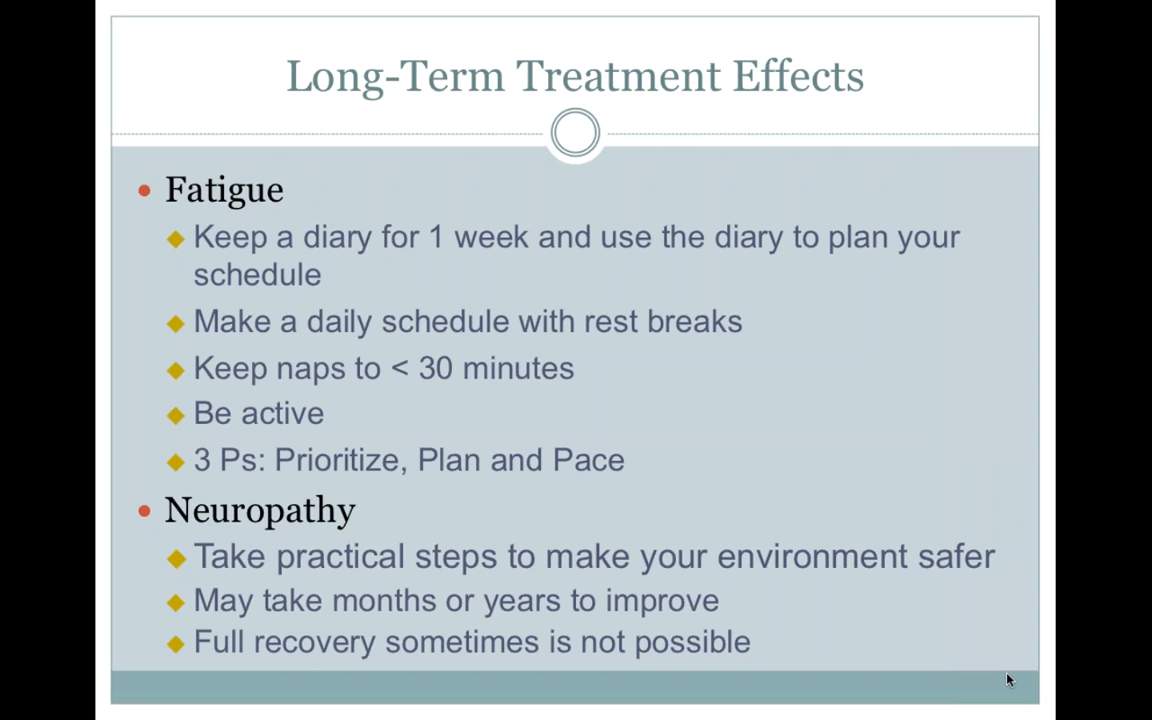 Long-Term Treatment Effects
Fatigue
Keep a diary for 1 week and use the diary to plan your
schedule
Make a daily schedule with rest breaks
Keep naps to < 30 minutes
Be active
3 Ps: Prioritize, Plan and Pace
Neuropathy
Take practical steps to make your environment safer
May take months or years to improve
Full recovery sometimes is not possible